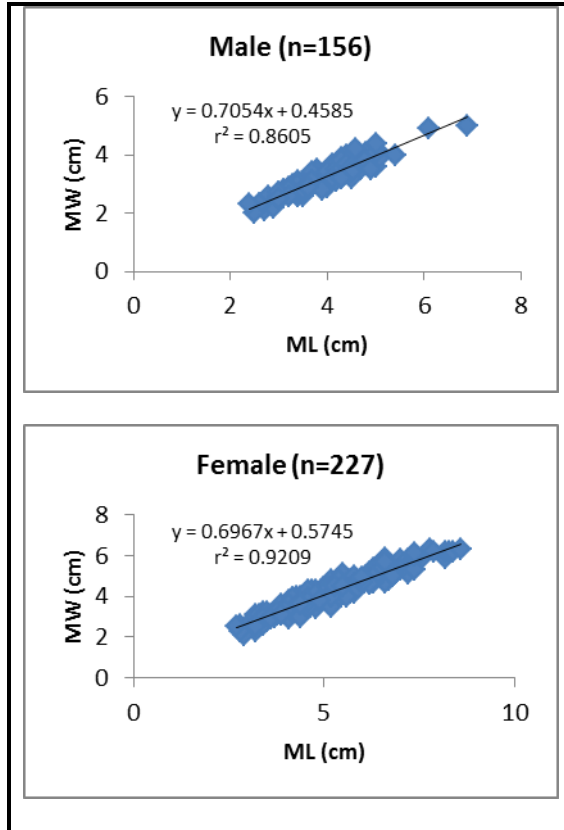 Male (n=156)
y = 0.7054x + 0.4585
r² = 0.8605
6
4
2
0
MW (cm)
0 2 4 6 8
ML (cm)
Female (n=227)
y = 0.6967x + 0.5745
r² = 0.9209
8
6
4
2
0
MW (cm)
0 5 10
ML (cm)